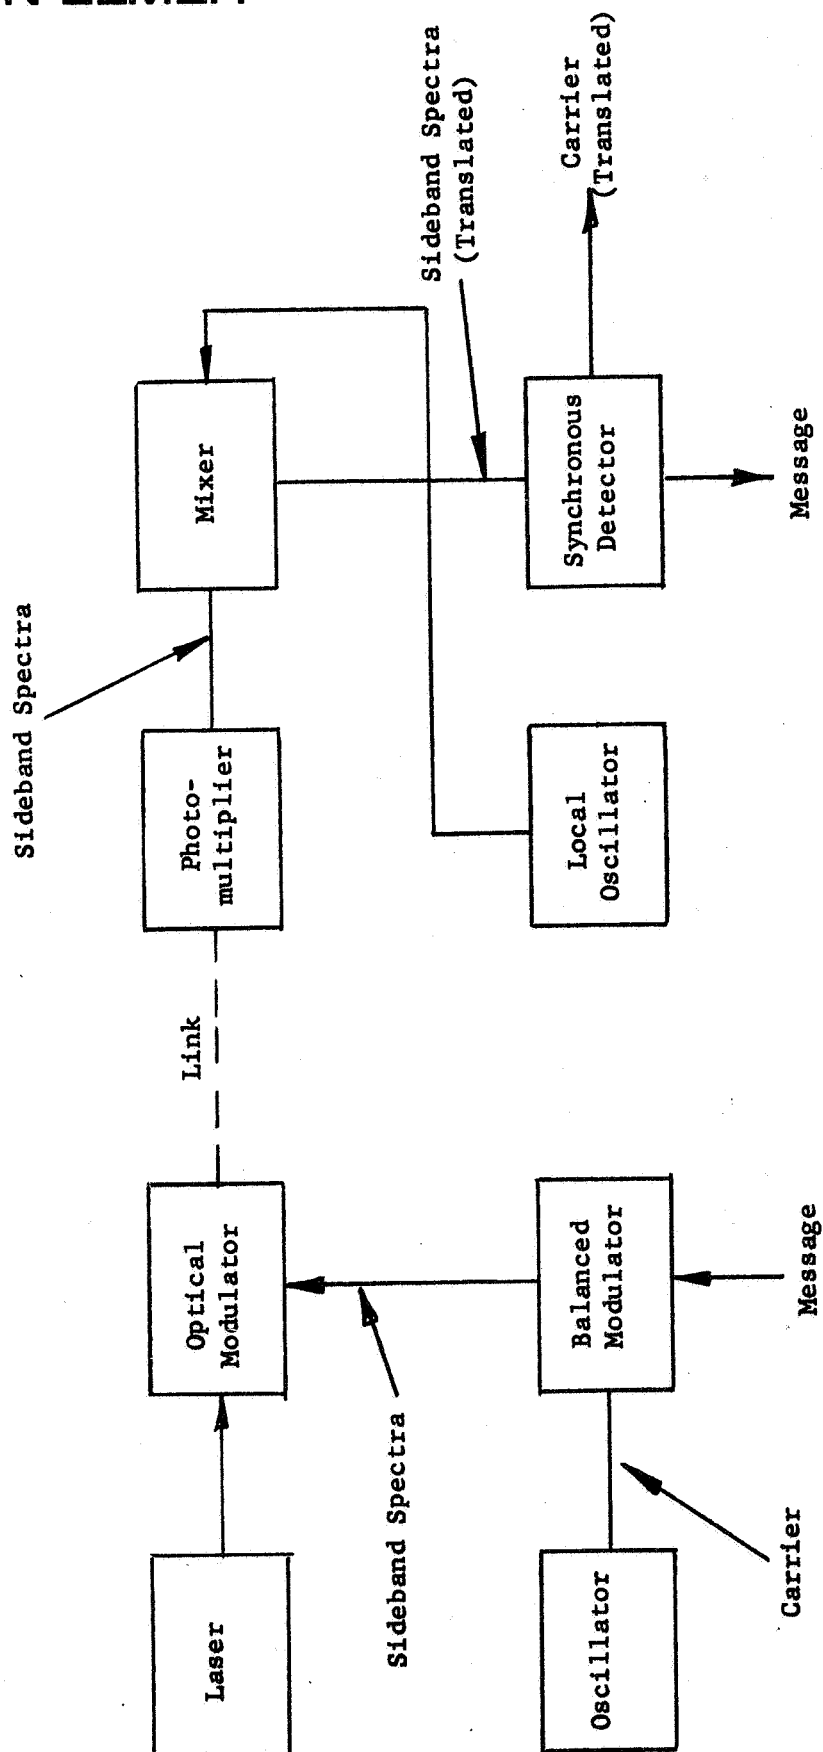 Laser
Optical
Modulator
Link
Photo-
multiplier
Sideband Spectra
Mixer
Sideband Spectra
(Translated)
Sideband Spectra
Oscillator
Carrier
Balanced
Modulator
Message
Local
Oscillator
Synchronous
Detector
Carrier
(Translated)
Message